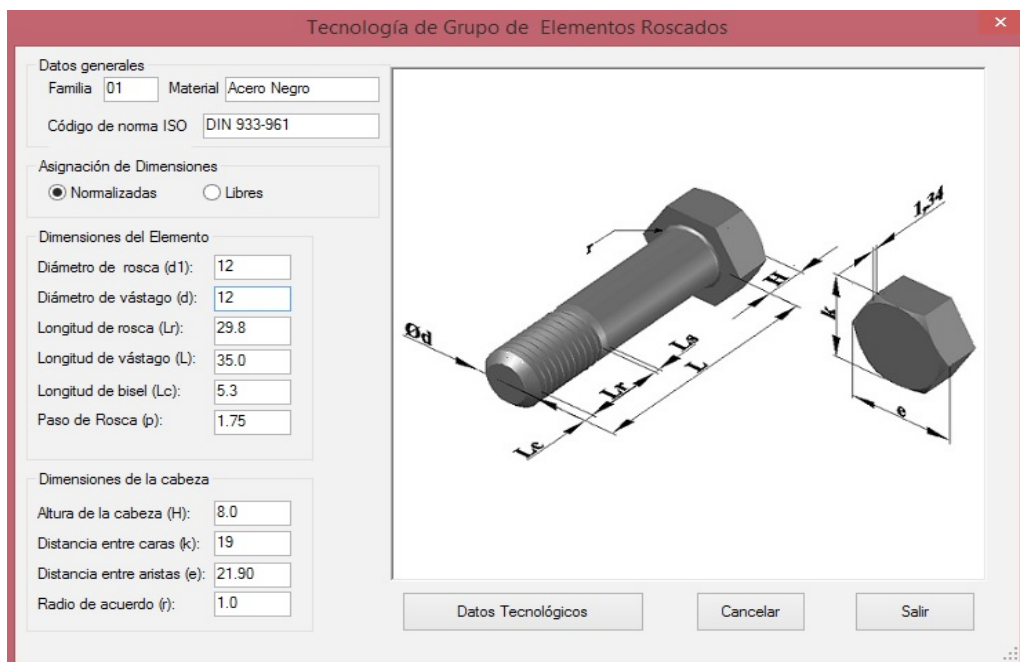 Tecnología de Grupo de Elementos Roscados
Datos generales
Familia 01 Material Acero Negro
Código de norma ISO DIN 933-961
Asignación de Dimensiones
Normalizadas Libres
Dimensiones del Elemento
Diámetro de rosca (d1): 12
Diámetro de vástago (d): 12
Longitud de rosca (Lr): 29.8
Longitud de vástago (L): 35.0
Longitud de bisel (Lc): 5.3
Paso de Rosca (p): 1.75
Dimensiones de la cabeza
Altura de la cabeza (H): 8.0
Distancia entre caras (k): 19
Distancia entre aristas (e): 21.90
Radio de acuerdo (r): 1.0
1,34
r
H
k
Ød
Ls
L
Lr
e
Lc
Datos Tecnológicos Cancelar Salir